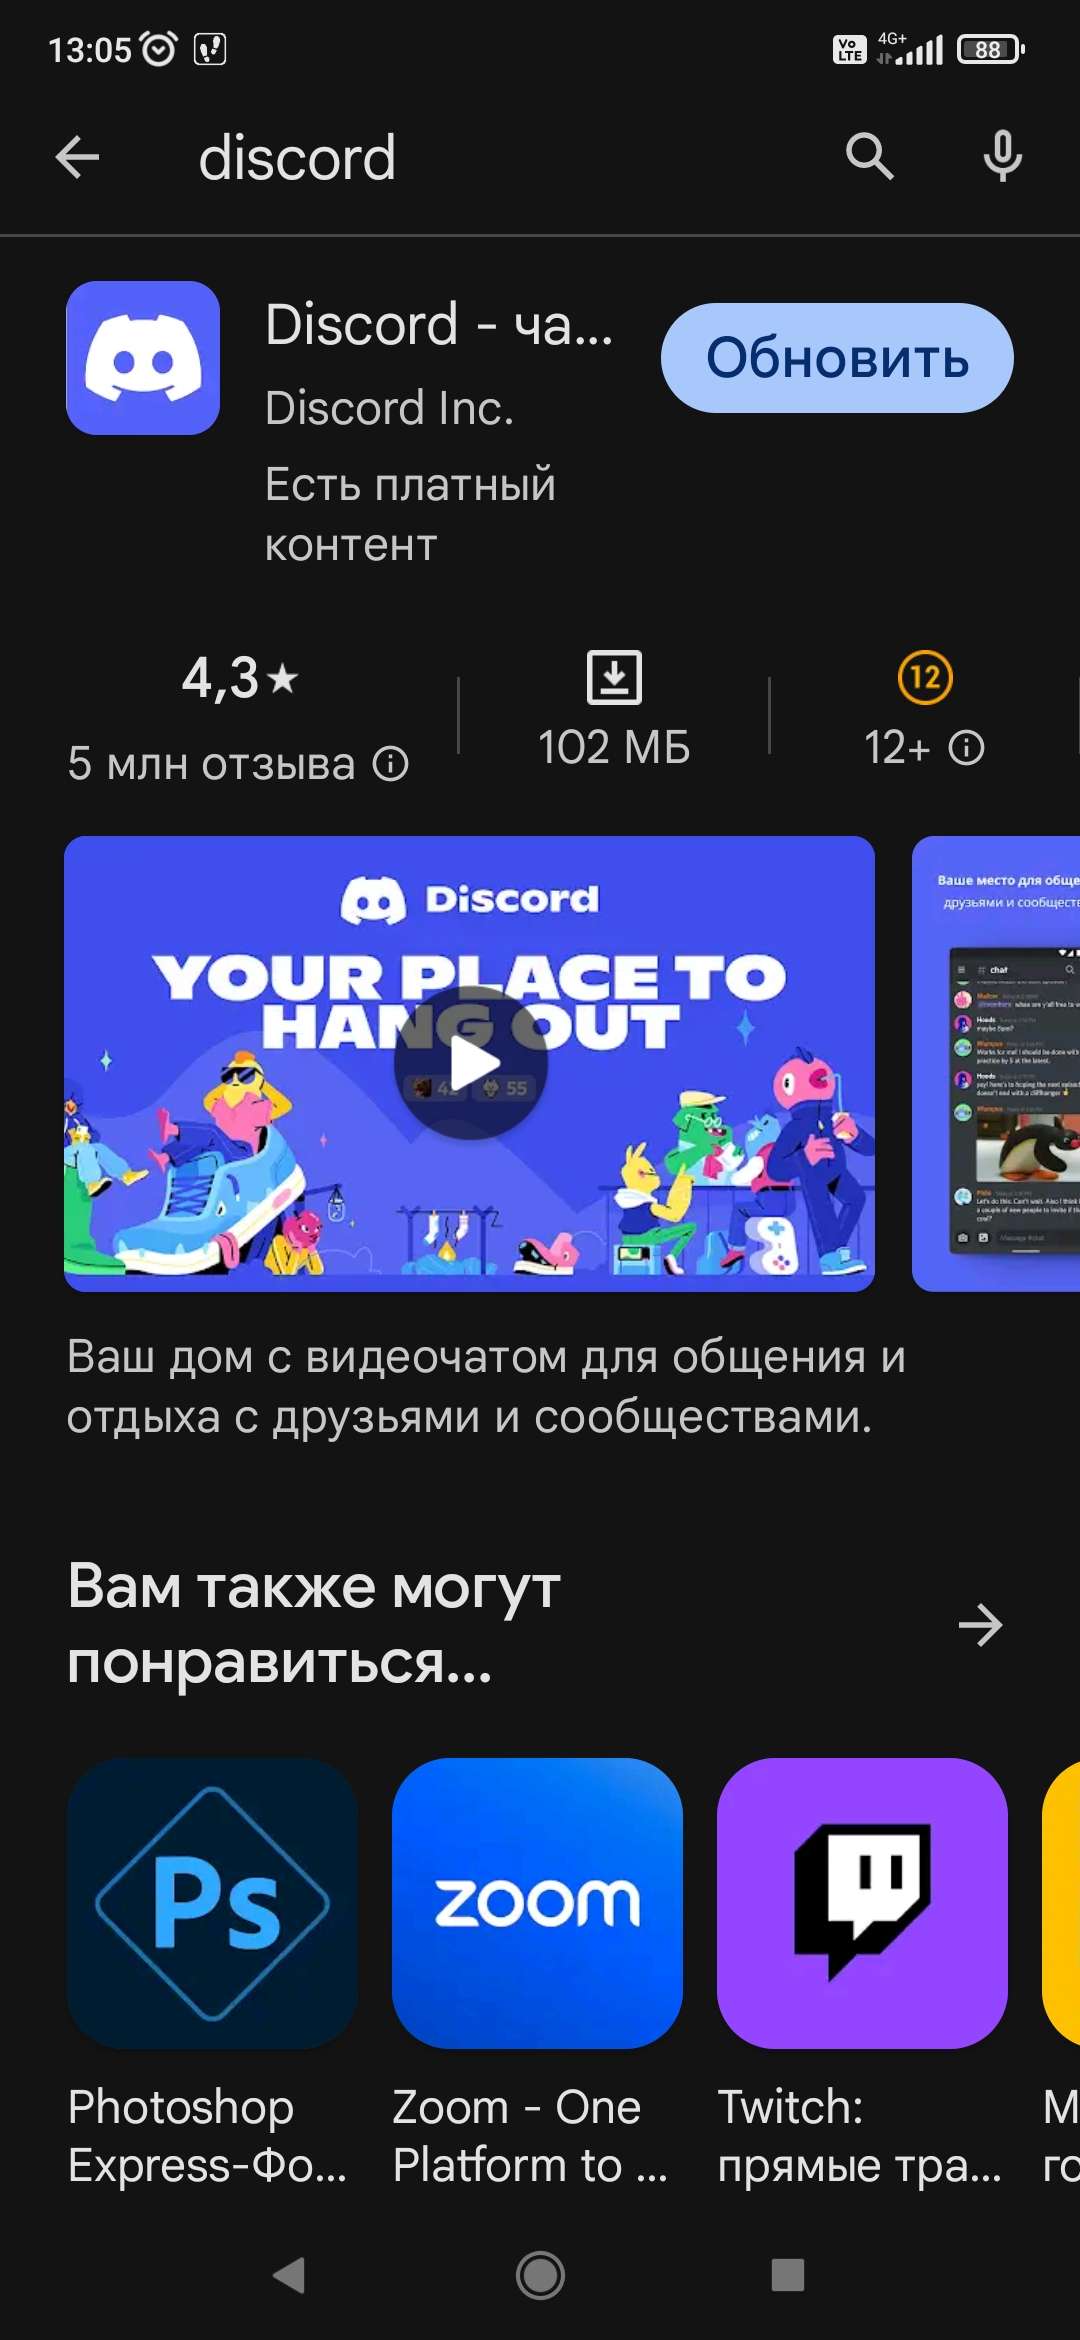 13:05
Vo LTE
4G+
88
discord
Discord - ча...
Обновить
Discord Inc.
Есть платный
контент
4,3★
5 млн отзыва
102 МБ
12
12+
Discord
YOUR PLACE TO
HANG OUT
55
Ваше место для обще
друзьями и сообществ
chat
maybe 8pm?
Ваш дом с видеочатом для общения и
отдыха с друзьями и сообществами.
Вам также могут
понравиться...
Ps
zoom
Photoshop
Express-Фо...
Zoom - One
Platform to ...
Twitch:
прямые тра...
М
го